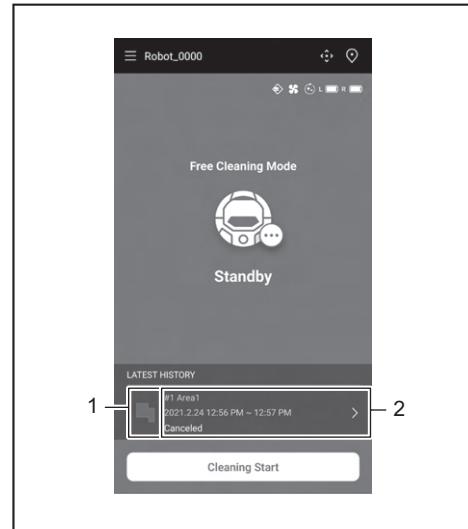 Robot_0000
L R
Free Cleaning Mode
Standby
LATEST HISTORY
#1 Area1
1 2021.2.24 12:56 PM ~ 12:57 PM 2
Canceled
Cleaning Start